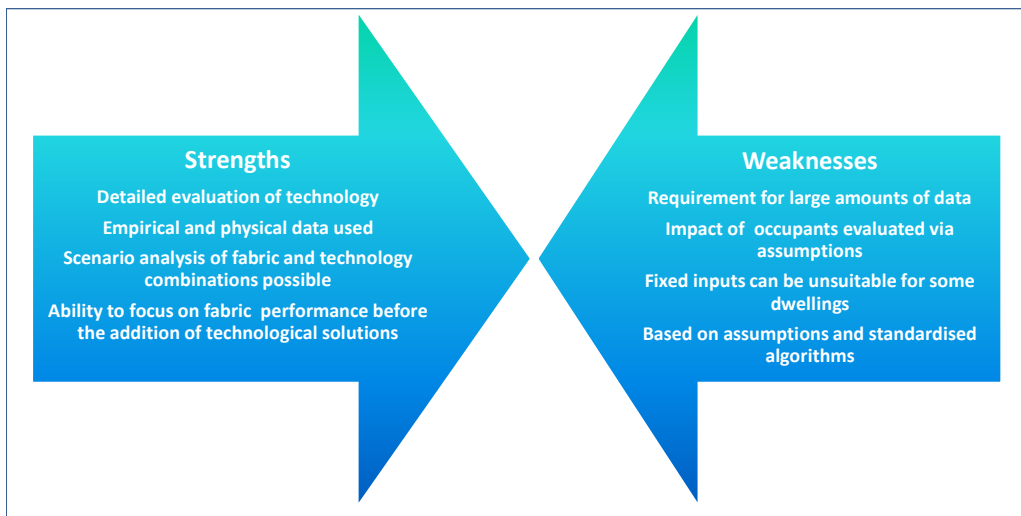 Strengths
Detailed evaluation of technology
Empirical and physical data used
Scenario analysis of fabric and technology
combinations possible
Ability to focus on fabric performance before
the addition of technological solutions
Weaknesses
Requirement for large amounts of data
Impact of occupants evaluated via
assumptions
Fixed inputs can be unsuitable for some
dwellings
Based on assumptions and standardised
algorithms